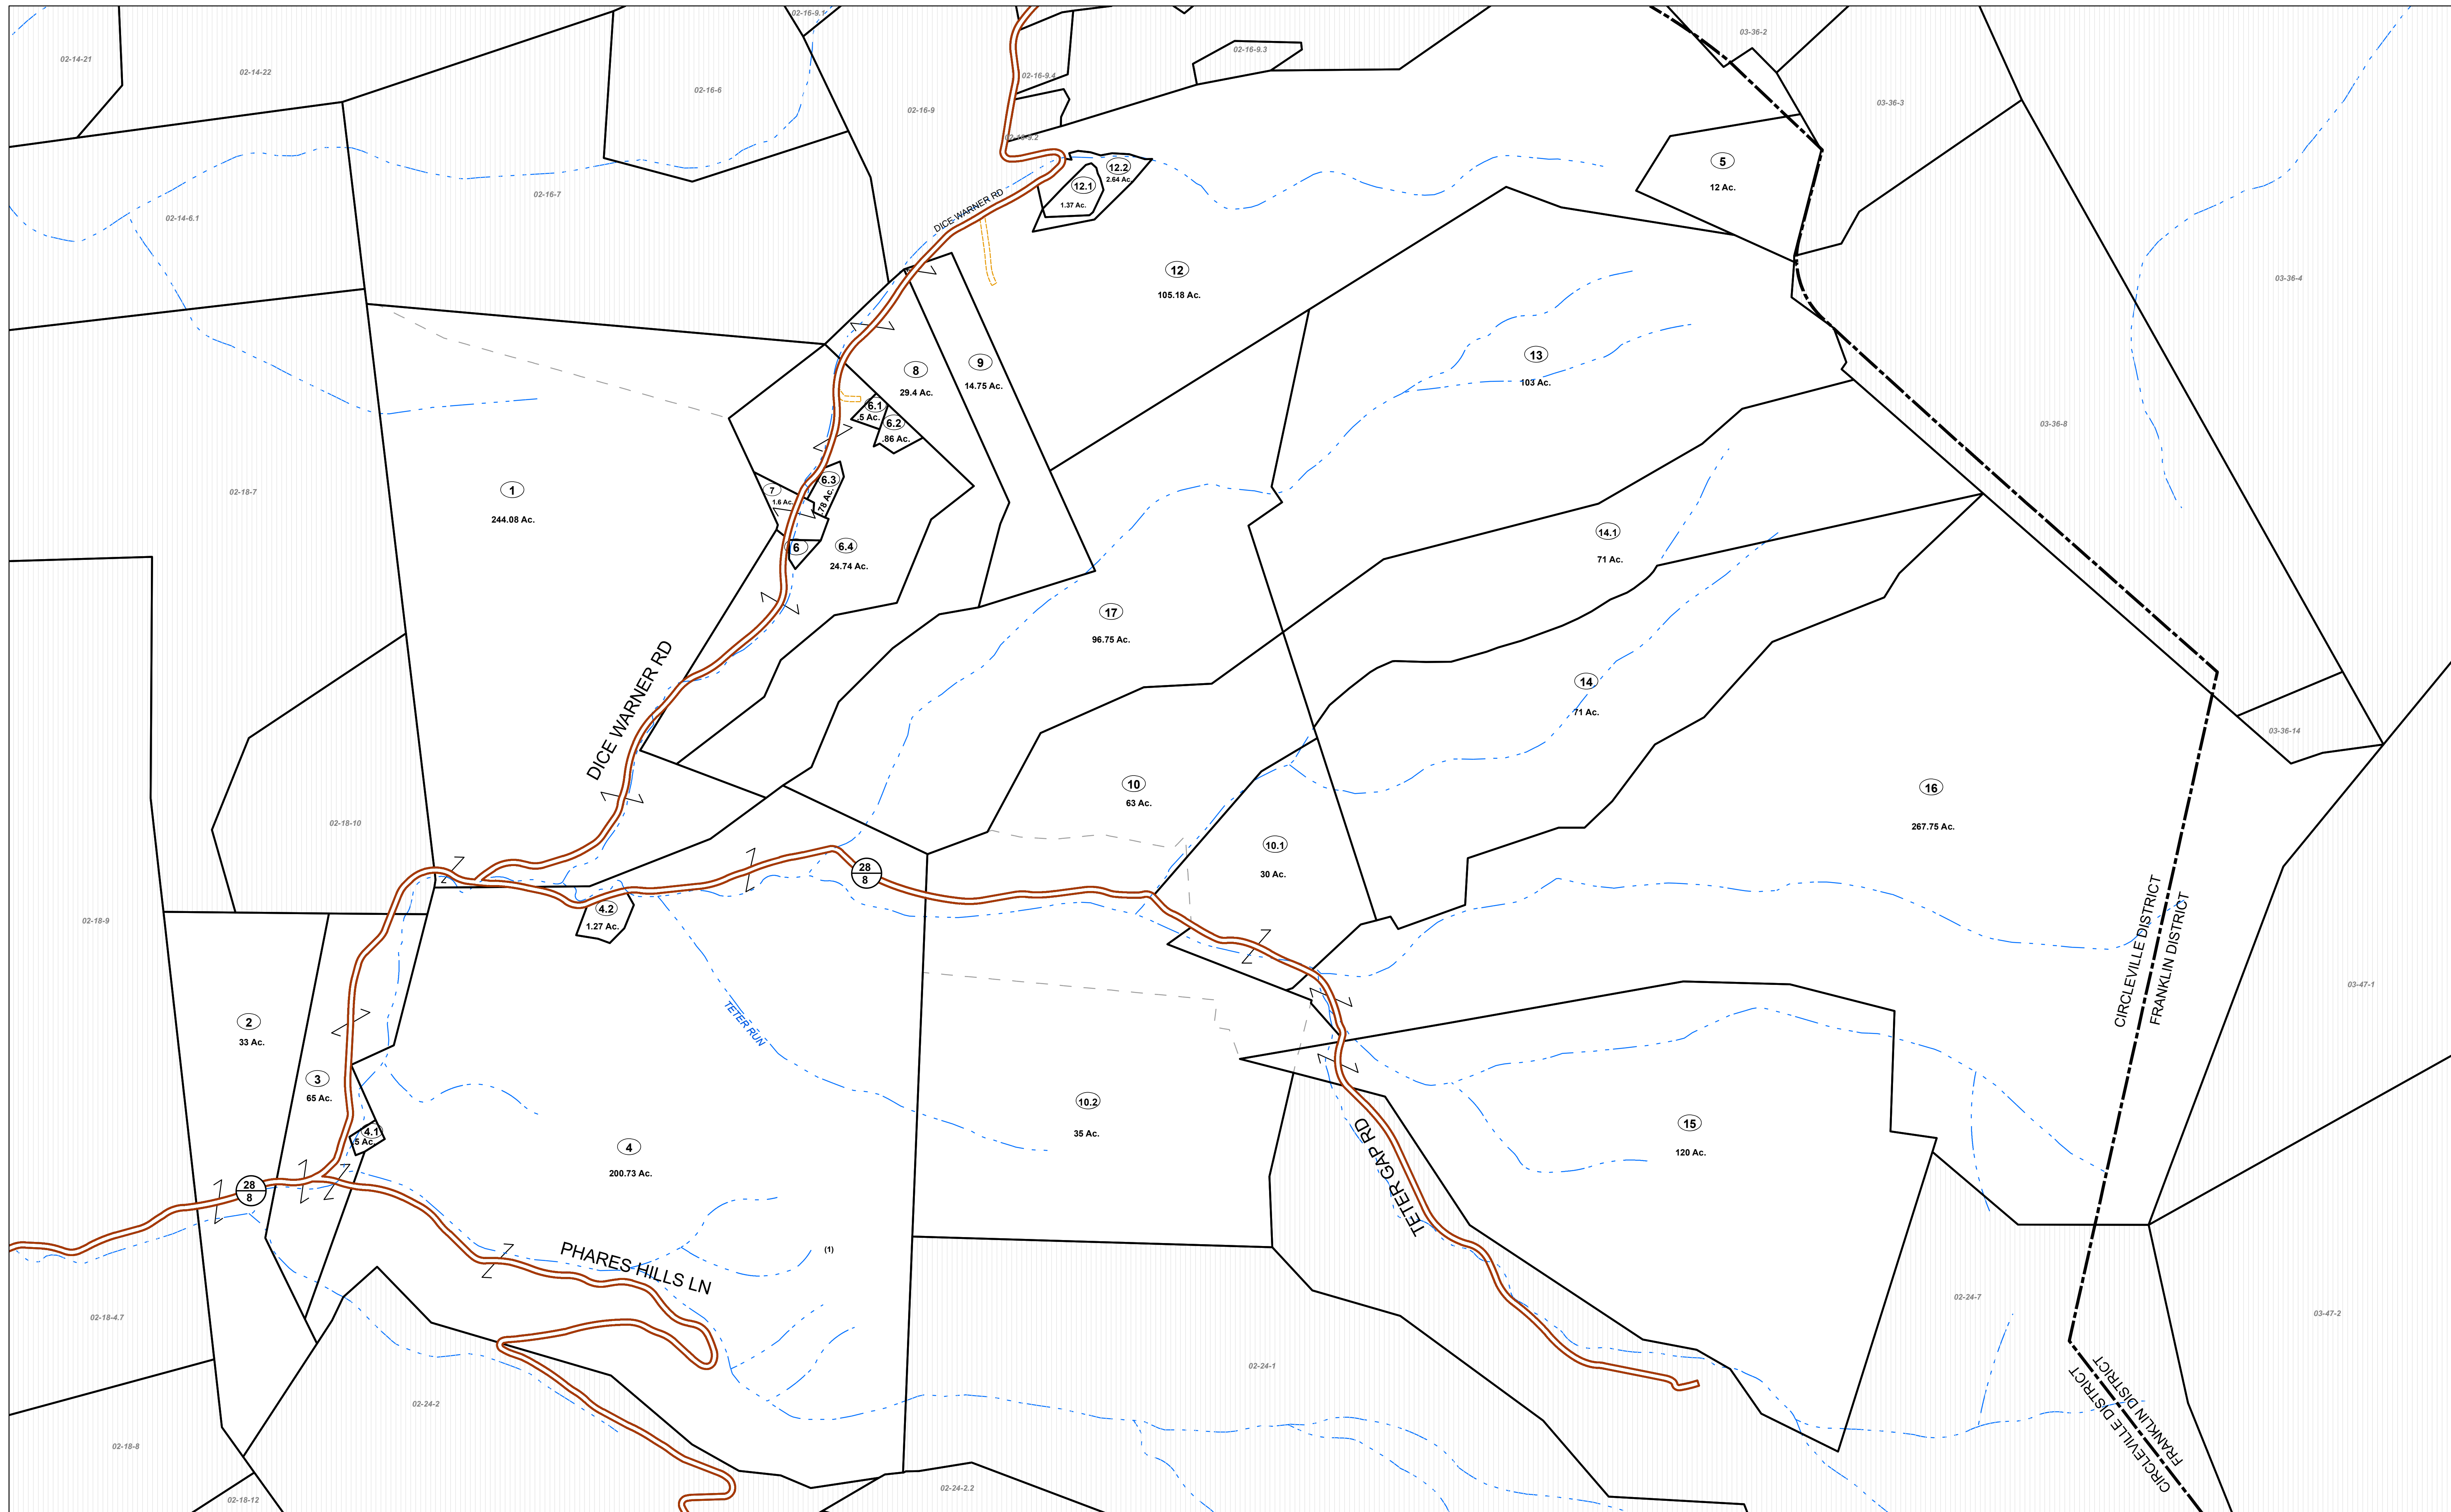 02-16-9.1
03-36-2
02-14-21
02-14-22
02-16-9.3
02-16-9.4
02-16-6
02-16-9
03-36-3
02-16-9.2
5
12 Ac.
12.2
2.64 Ac.
12.1
1.37 Ac.
02-16-7
DICE WARNER RD
02-14-6.1
12
105.18 Ac.
03-36-4
13
103 Ac.
9
14.75 Ac.
8
29.4 Ac.
6.1
.5 Ac.
6.2
.86 Ac.
03-36-8
6.3
.78 Ac.
7
1.6 Ac.
1
244.08 Ac.
02-18-7
14.1
71 Ac.
6
6.4
24.74 Ac.
17
96.75 Ac.
DICE WARNER RD
14
71 Ac.
03-36-14
10
63 Ac.
16
267.75 Ac.
02-18-10
10.1
30 Ac.
28
8
4.2
1.27 Ac.
02-18-9
CIRCLEVILLE DISTRICT
FRANKLIN DISTRICT
03-47-1
TETER RUN
2
33 Ac.
3
65 Ac.
10.2
35 Ac.
15
120 Ac.
4.1
.5 Ac.
4
200.73 Ac.
TETER GAP RD
28
8
(1)
PHARES HILLS LN
02-24-7
02-18-4.7
03-47-2
02-24-1
CIRCLEVILLE DISTRICT
FRANKLIN DISTRICT
02-24-2
02-18-8
02-24-2.2
02-18-12